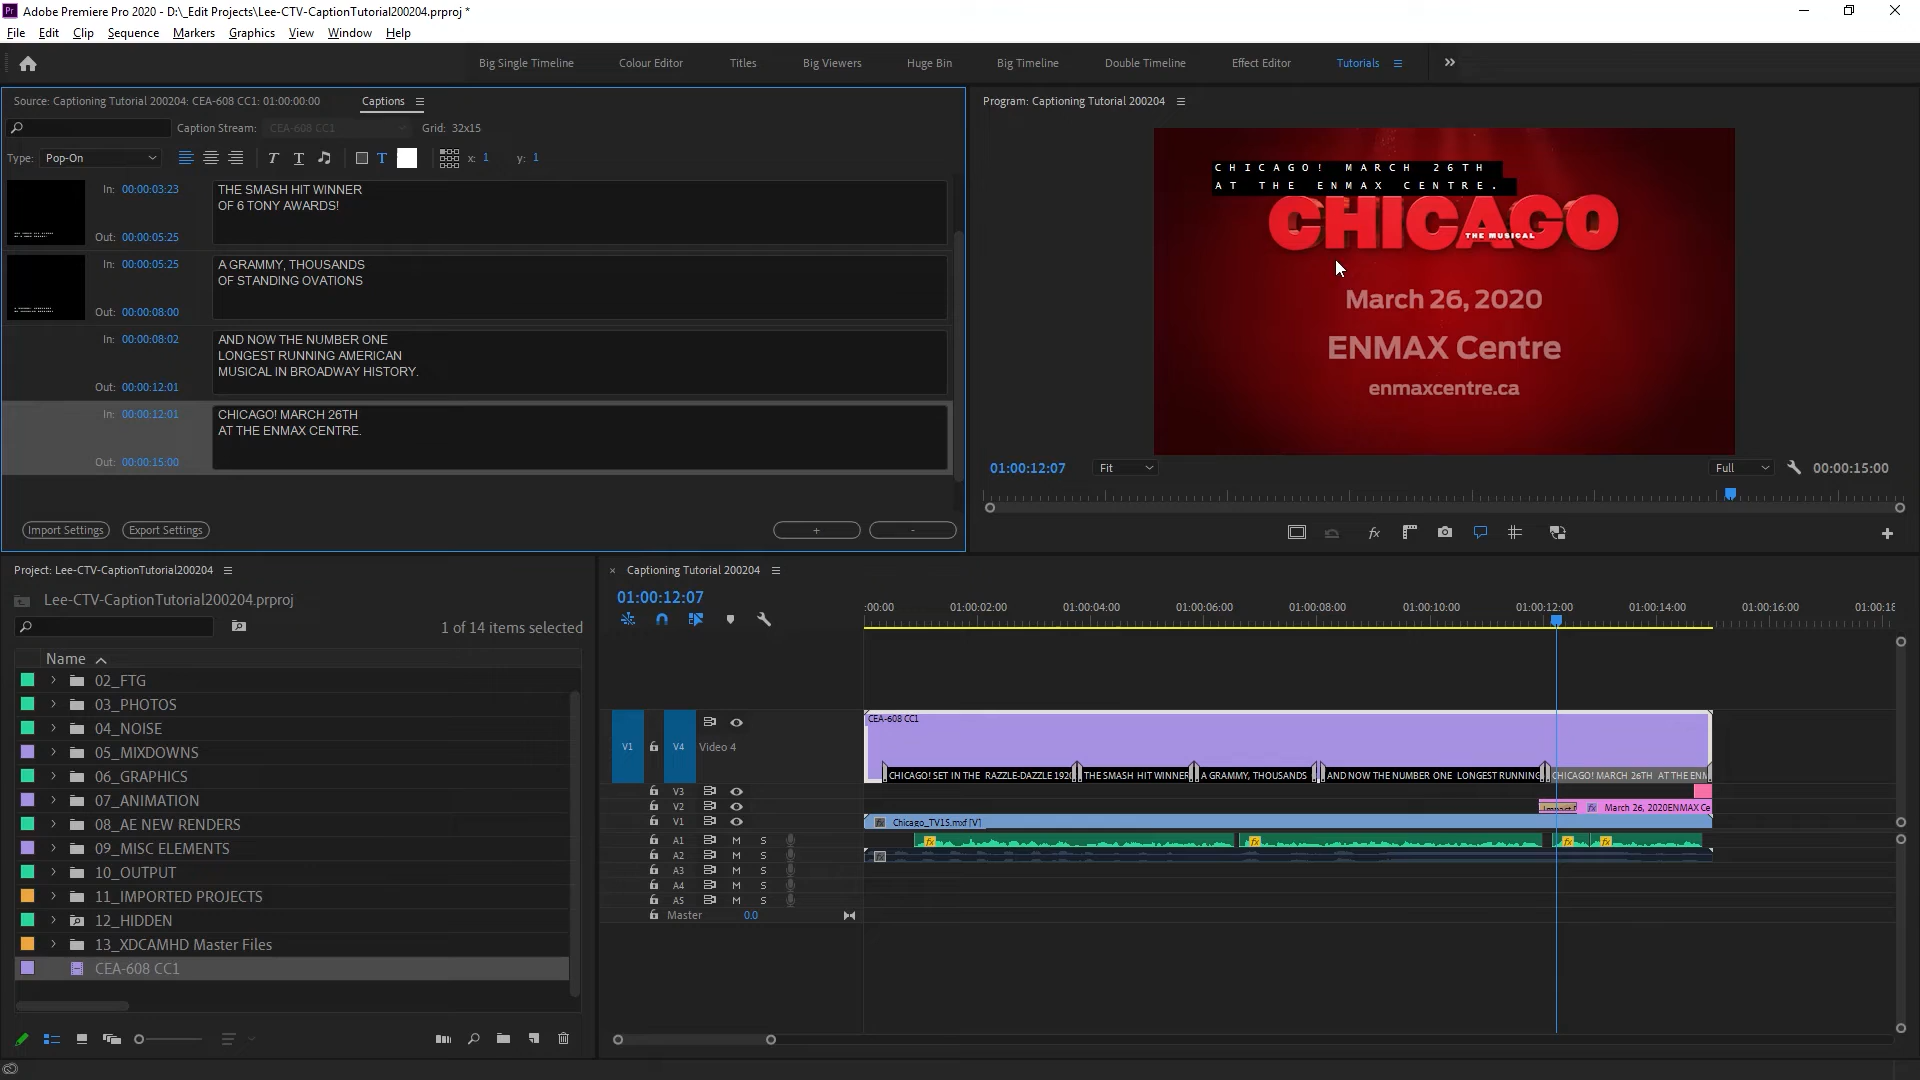 Adobe Premiere Pro 2020 - D:\_Edit Projects\Lee-CTV-CaptionTutorial200204.prproj *
File Edit Clip Sequence Markers Graphics View Window Help
Big Single Timeline Colour Editor Titles Big Viewers Huge Bin Big Timeline Double Timeline Effect Editor Tutorials
Source: Captioning Tutorial 200204: CEA-608 CC1: 01:00:00:00 Captions
Caption Stream: CEA-608 CC1 Grid: 32x15
Type: Pop-On x: 1 y: 1
In: 00:00:03:23 THE SMASH HIT WINNER
OF 6 TONY AWARDS!
Out: 00:00:05:25
In: 00:00:05:25 A GRAMMY, THOUSANDS
OF STANDING OVATIONS
Out: 00:00:08:00
In: 00:00:08:02 AND NOW THE NUMBER ONE
LONGEST RUNNING AMERICAN
MUSICAL IN BROADWAY HISTORY.
Out: 00:00:12:01
In: 00:00:12:01 CHICAGO! MARCH 26TH
AT THE ENMAX CENTRE.
Out: 00:00:15:00
Import Settings Export Settings + -
Program: Captioning Tutorial 200204
CHICAGO! MARCH 26TH
AT THE ENMAX CENTRE.
CHICAGO
THE MUSICAL
March 26, 2020
ENMAX Centre
enmaxcentre.ca
01:00:12:07 Fit Full 00:00:15:00
Project: Lee-CTV-CaptionTutorial200204
Lee-CTV-CaptionTutorial200204.prproj
1 of 14 items selected
Name
02_FTG
03_PHOTOS
04_NOISE
05_MIXDOWNS
06_GRAPHICS
07_ANIMATION
08_AE NEW RENDERS
09_MISC ELEMENTS
10_OUTPUT
11_IMPORTED PROJECTS
12_HIDDEN
13_XDCAMHD Master Files
CEA-608 CC1
Captioning Tutorial 200204
01:00:12:07
:00:00 01:00:02:00 01:00:04:00 01:00:06:00 01:00:08:00 01:00:10:00 01:00:12:00 01:00:14:00 01:00:16:00 01:00:18
CEA-608 CC1
V1 V4 Video 4
CHICAGO! SET IN THE RAZZLE-DAZZLE 192 THE SMASH HIT WINNER A GRAMMY, THOUSANDS AND NOW THE NUMBER ONE LONGEST RUNNING CHICAGO! MARCH 26TH AT THE ENM
V3
V2 March 26, 2020ENMAX Ce
V1 Chicago_TV15.mxf [V]
A1 M S
A2 M S
A3 M S
A4 M S
A5 M S
Master 0.0